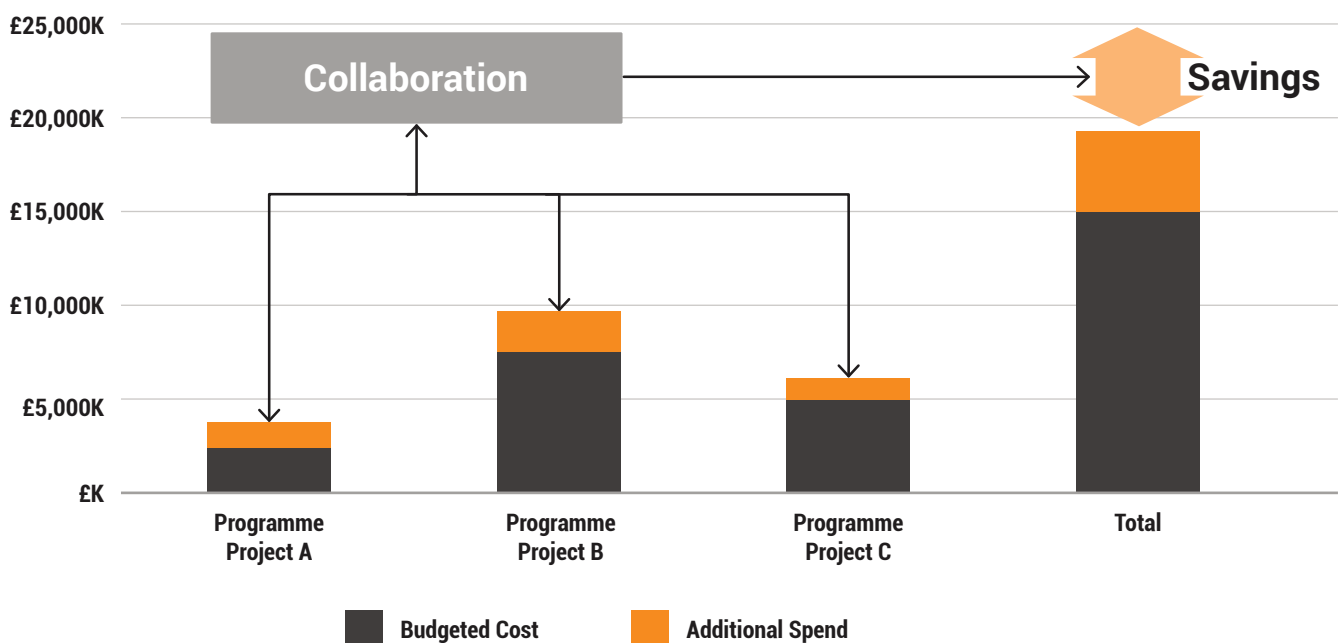 £25,000K
Collaboration
Savings
£20,000K
£15,000K
£10,000K
£5,000K
£K
Programme
Project A
Programme
Project B
Programme
Project C
Total
Budgeted Cost
Additional Spend